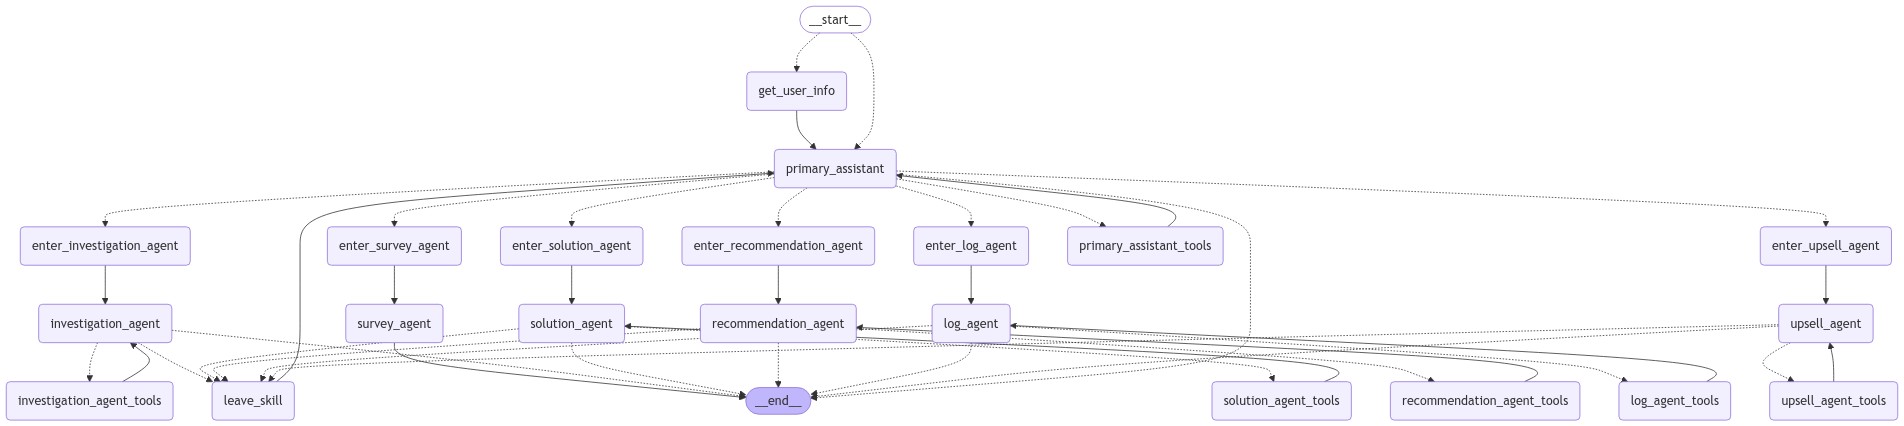 __start__
get_user_info
primary_assistant
enter_investigation_agent
enter_survey_agent
enter_solution_agent
enter_recommendation_agent
enter_log_agent
primary_assistant_tools
enter_upsell_agent
investigation_agent
survey_agent
solution_agent
recommendation_agent
log_agent
upsell_agent
investigation_agent_tools
leave_skill
__end__
solution_agent_tools
recommendation_agent_tools
log_agent_tools
upsell_agent_tools